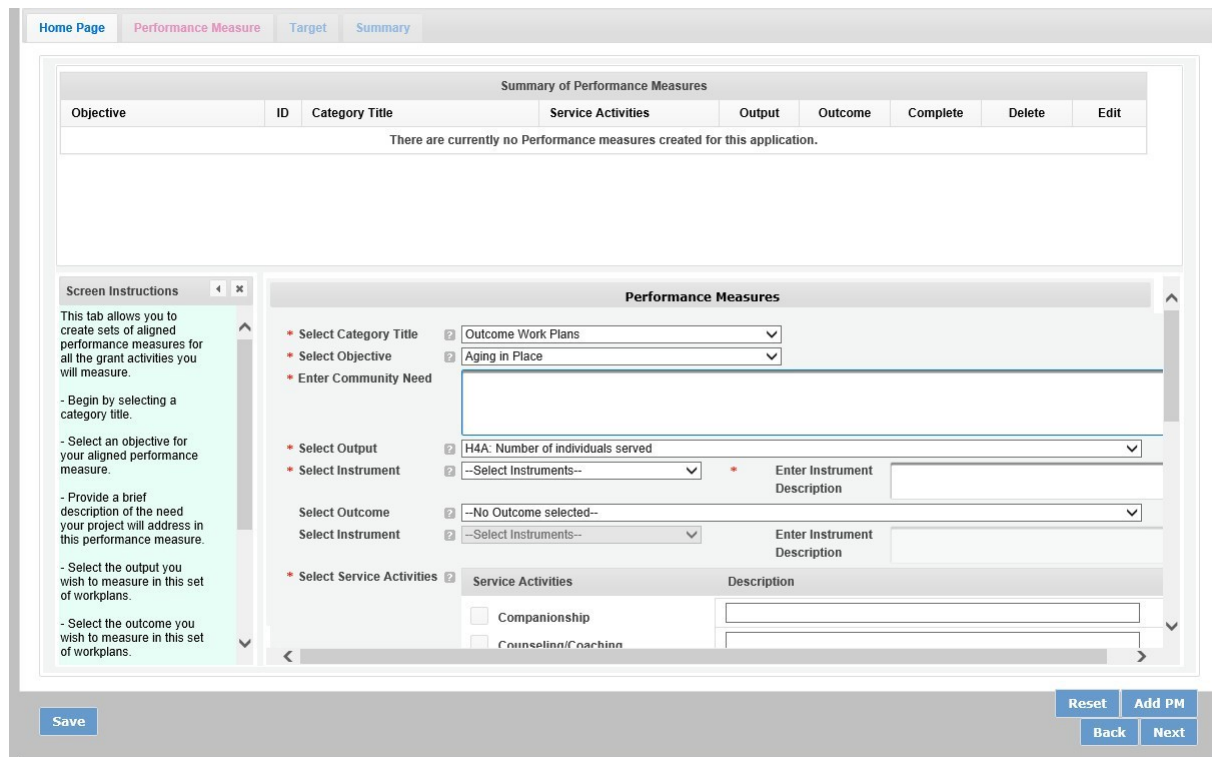 Home Page Performance Measure Target Summary
Summary of Performance Measures
Objective ID Category Title Service Activities Output Outcome Complete Delete Edit
There are currently no Performance measures created for this application.
Screen Instructions
This tab allows you to
create sets of aligned
performance measures for
all the grant activities you
will measure.
- Begin by selecting a
category title.
- Select an objective for
your aligned performance
measure.
- Provide a brief
description of the need
your project will address in
this performance measure.
- Select the output you
wish to measure in this set
of workplans.
- Select the outcome you
wish to measure in this set
of workplans.
Performance Measures
* Select Category Title ? Outcome Work Plans
* Select Objective ? Aging in Place
* Enter Community Need
* Select Output ? H4A: Number of individuals served
* Select Instrument ? --Select Instruments-- * Enter Instrument
Description
Select Outcome ? --No Outcome selected--
Select Instrument ? --Select Instruments-- Enter Instrument
Description
* Select Service Activities ? Service Activities Description
Companionship
Counseling/Coaching
Save Reset Add PM
Back Next